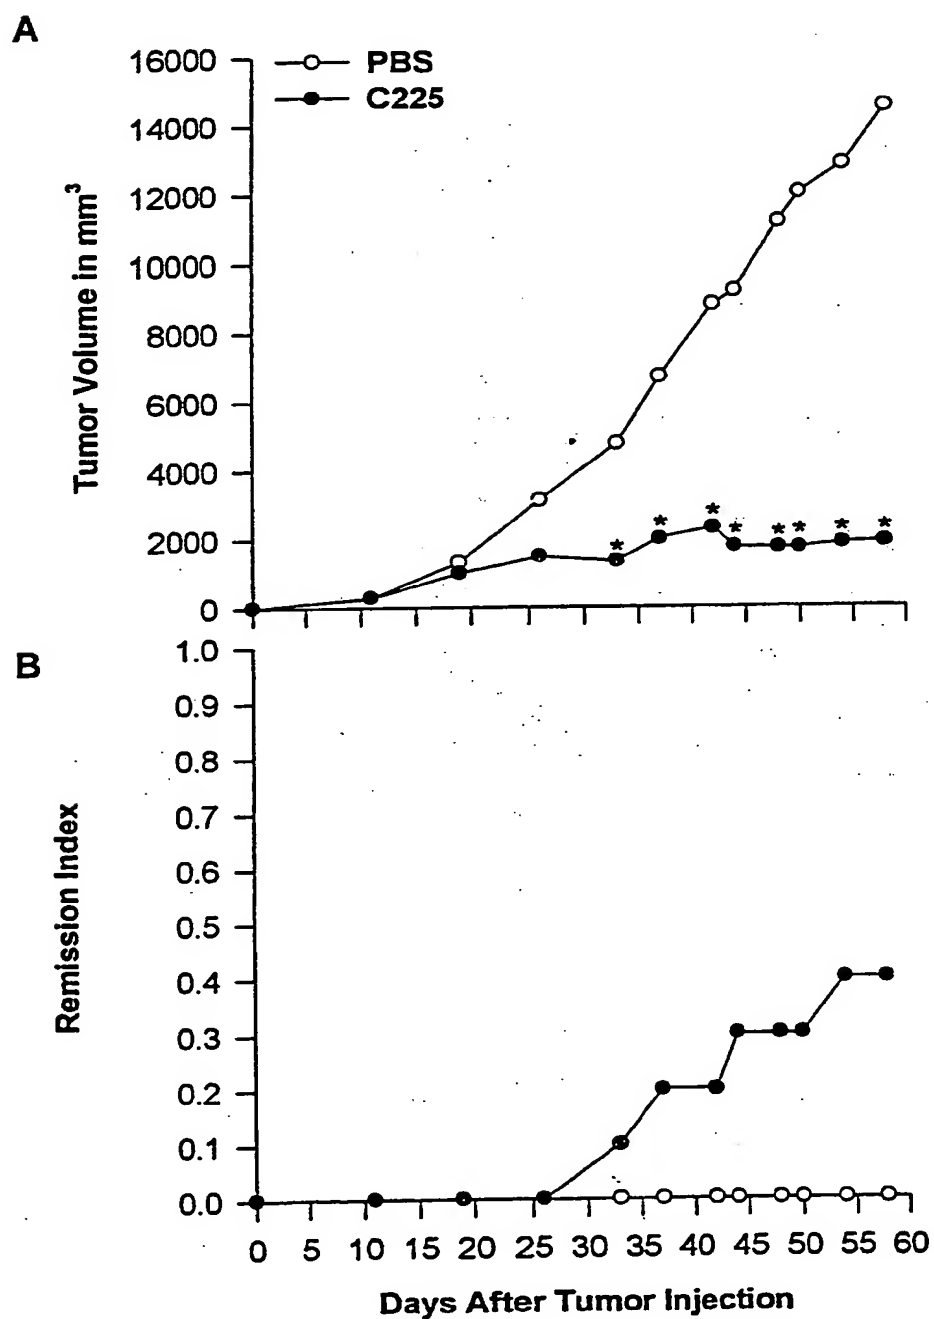 A
16000
14000
12000
10000
8000
6000
4000
2000
0
Tumor Volume in mm³
PBS
C225
* * * * * * * *
B
1.0
0.9
0.8
0.7
0.6
0.5
0.4
0.3
0.2
0.1
0.0
Remission Index
0 5 10 15 20 25 30 35 40 45 50 55 60
Days After Tumor Injection